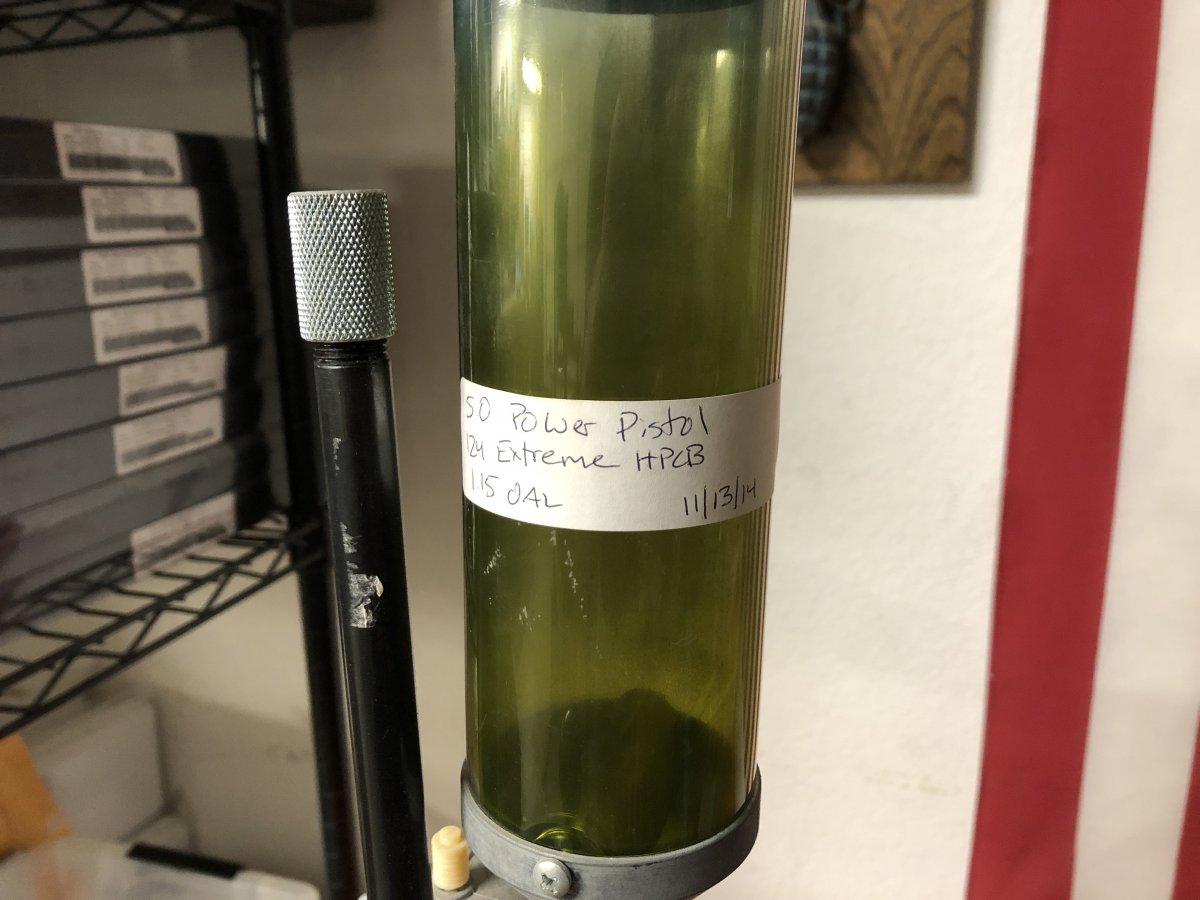 5.0 Power Pistol
124 Extreme HPCB
1.15 OAL 11/13/14